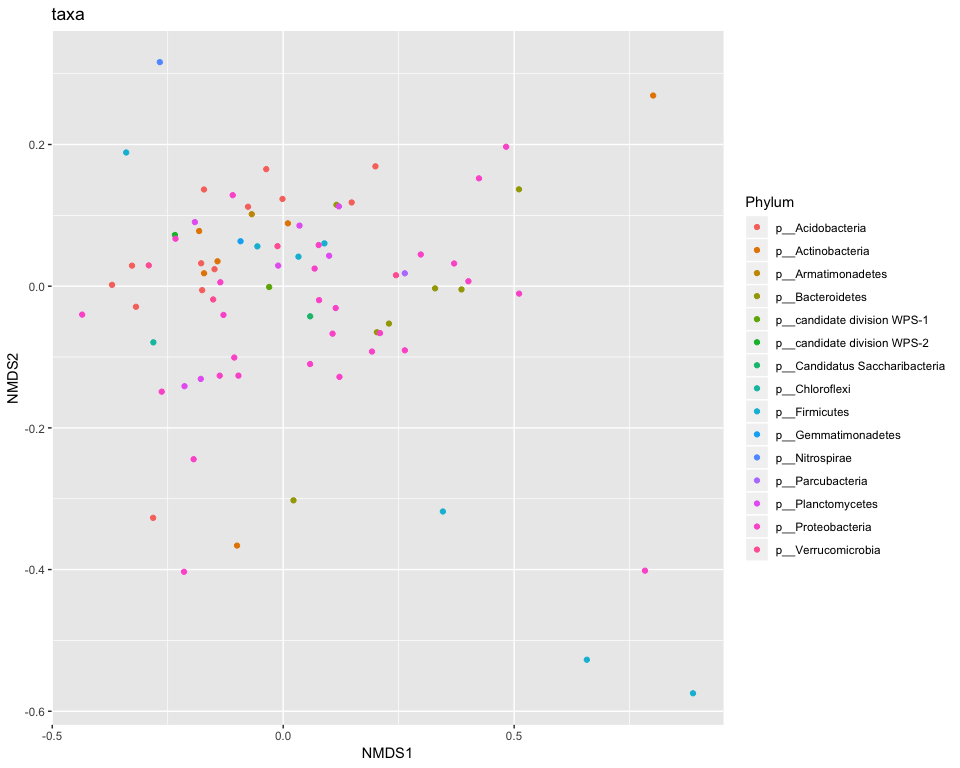 taxa
0.2
0.0
-0.2
-0.4
-0.6
NMDS2
-0.5
0.0
0.5
NMDS1
Phylum
p__Acidobacteria
p__Actinobacteria
p__Armatimonadetes
p__Bacteroidetes
p__candidate division WPS-1
p__candidate division WPS-2
p__Candidatus Saccharibacteria
p__Chloroflexi
p__Firmicutes
p__Gemmatimonadetes
p__Nitrospirae
p__Parcubacteria
p__Planctomycetes
p__Proteobacteria
p__Verrucomicrobia